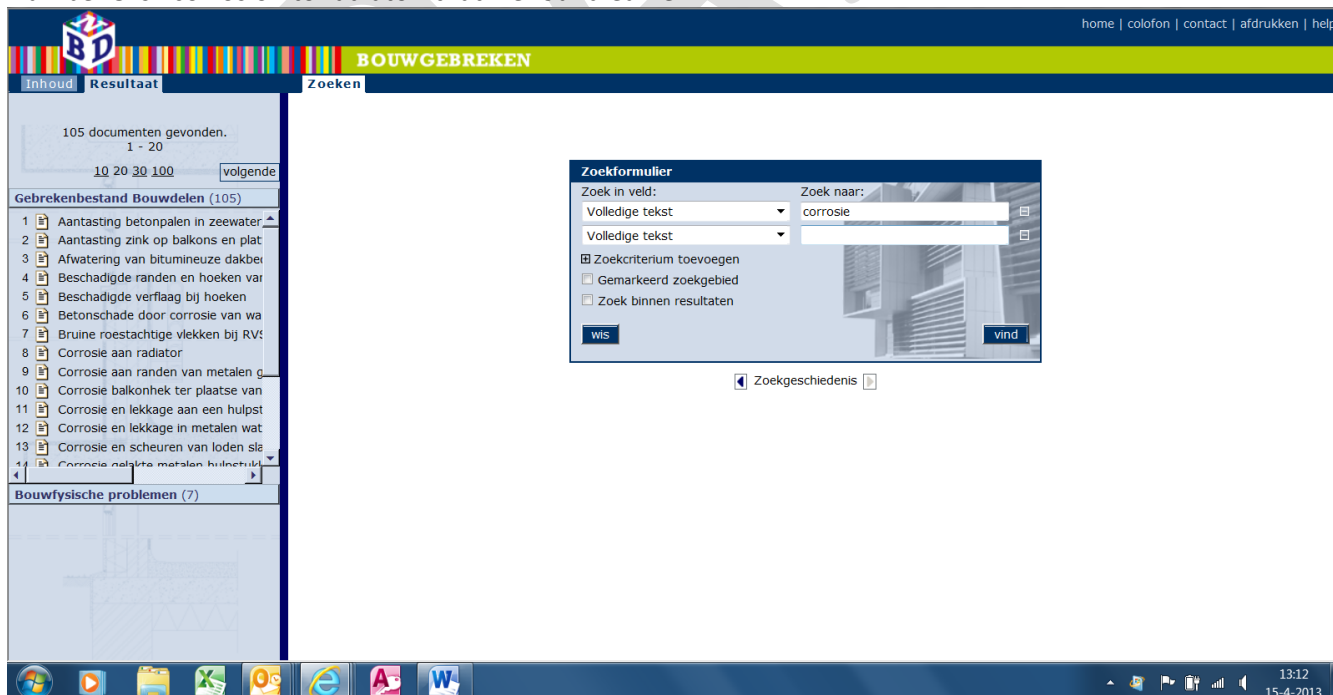 home | colofon | contact | afdrukken | help
BOUWGEBREKEN
Inhoud Resultaat Zoeken
105 documenten gevonden.
1 - 20
10 20 30 100 volgende
Gebrekenbestand Bouwdelen (105)
1 Aantasting betonpalen in zeewater
2 Aantasting zink op balkons en plat
3 Afwatering van bitumineuze dakbe
4 Beschadigde randen en hoeken van
5 Beschadigde verflaag bij hoeken
6 Betonschade door corrosie van wa
7 Bruine roestachtige vlekken bij RVS
8 Corrosie aan radiator
9 Corrosie aan randen van metalen g
10 Corrosie balkonhek ter plaatse van
11 Corrosie en lekkage aan een hulpst
12 Corrosie en lekkage in metalen wat
13 Corrosie en scheuren van loden sla
14 Corrosie gelakte metalen hulpstuk
Bouwfysische problemen (7)
Zoekformulier
Zoek in veld: Zoek naar:
Volledige tekst corrosie
Volledige tekst
Zoekcriterium toevoegen
Gemarkeerd zoekgebied
Zoek binnen resultaten
wis vind
Zoekgeschiedenis
13:12
15-4-2013